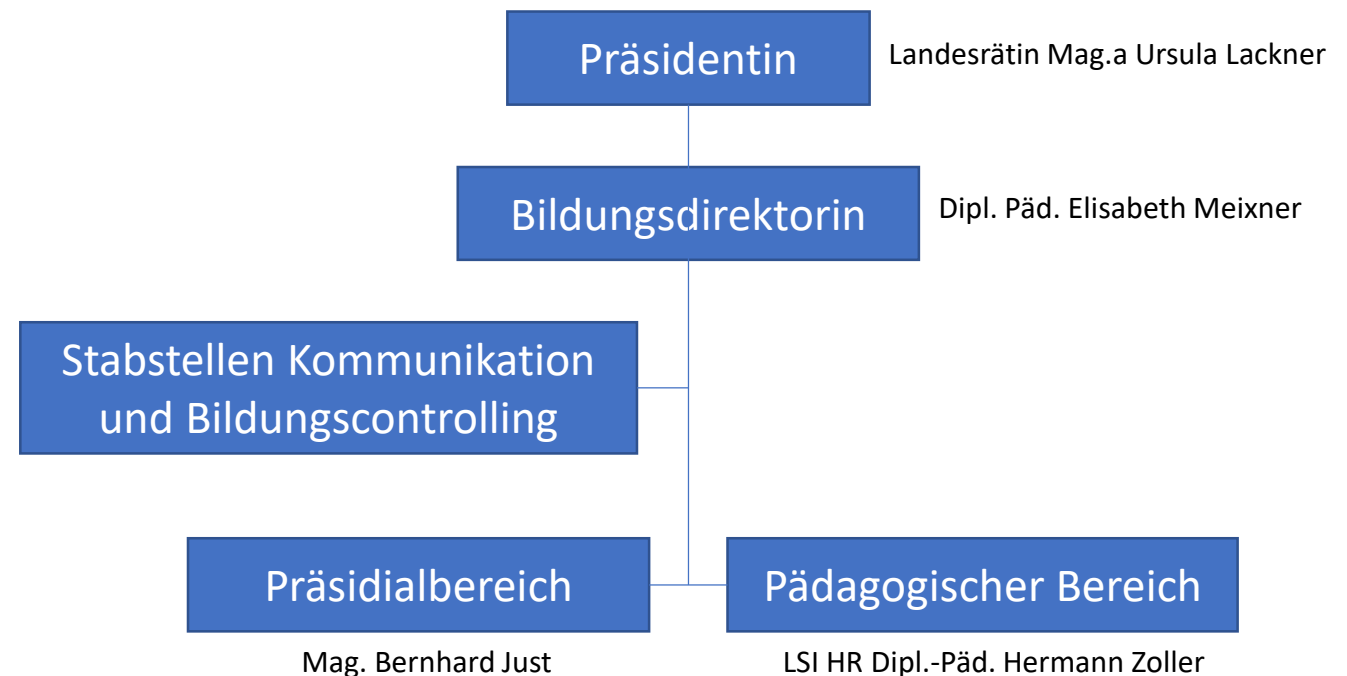 Präsidentin
Landesrätin Mag.a Ursula Lackner
Bildungsdirektorin
Dipl. Päd. Elisabeth Meixner
Stabstellen Kommunikation
und Bildungscontrolling
Präsidialbereich
Pädagogischer Bereich
Mag. Bernhard Just
LSI HR Dipl.-Päd. Hermann Zoller